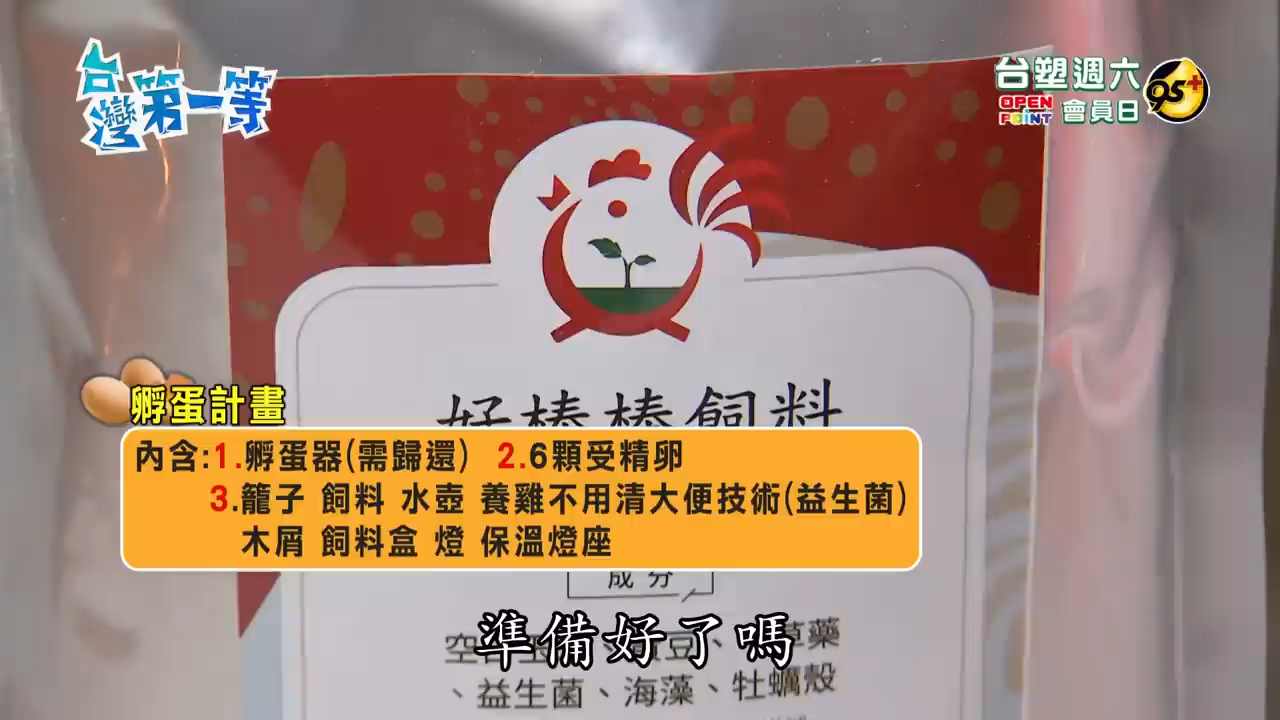 台灣第一等
台塑週六 95+
OPEN POINT 會員日
好棒棒飼料
孵蛋計畫
內含:1.孵蛋器(需歸還) 2.6顆受精卵
3.籠子 飼料 水壺 養雞不用清大便技術(益生菌)
木屑 飼料盒 燈 保溫燈座
成分
準備好了嗎
、益生菌、海藻、牡蠣殼